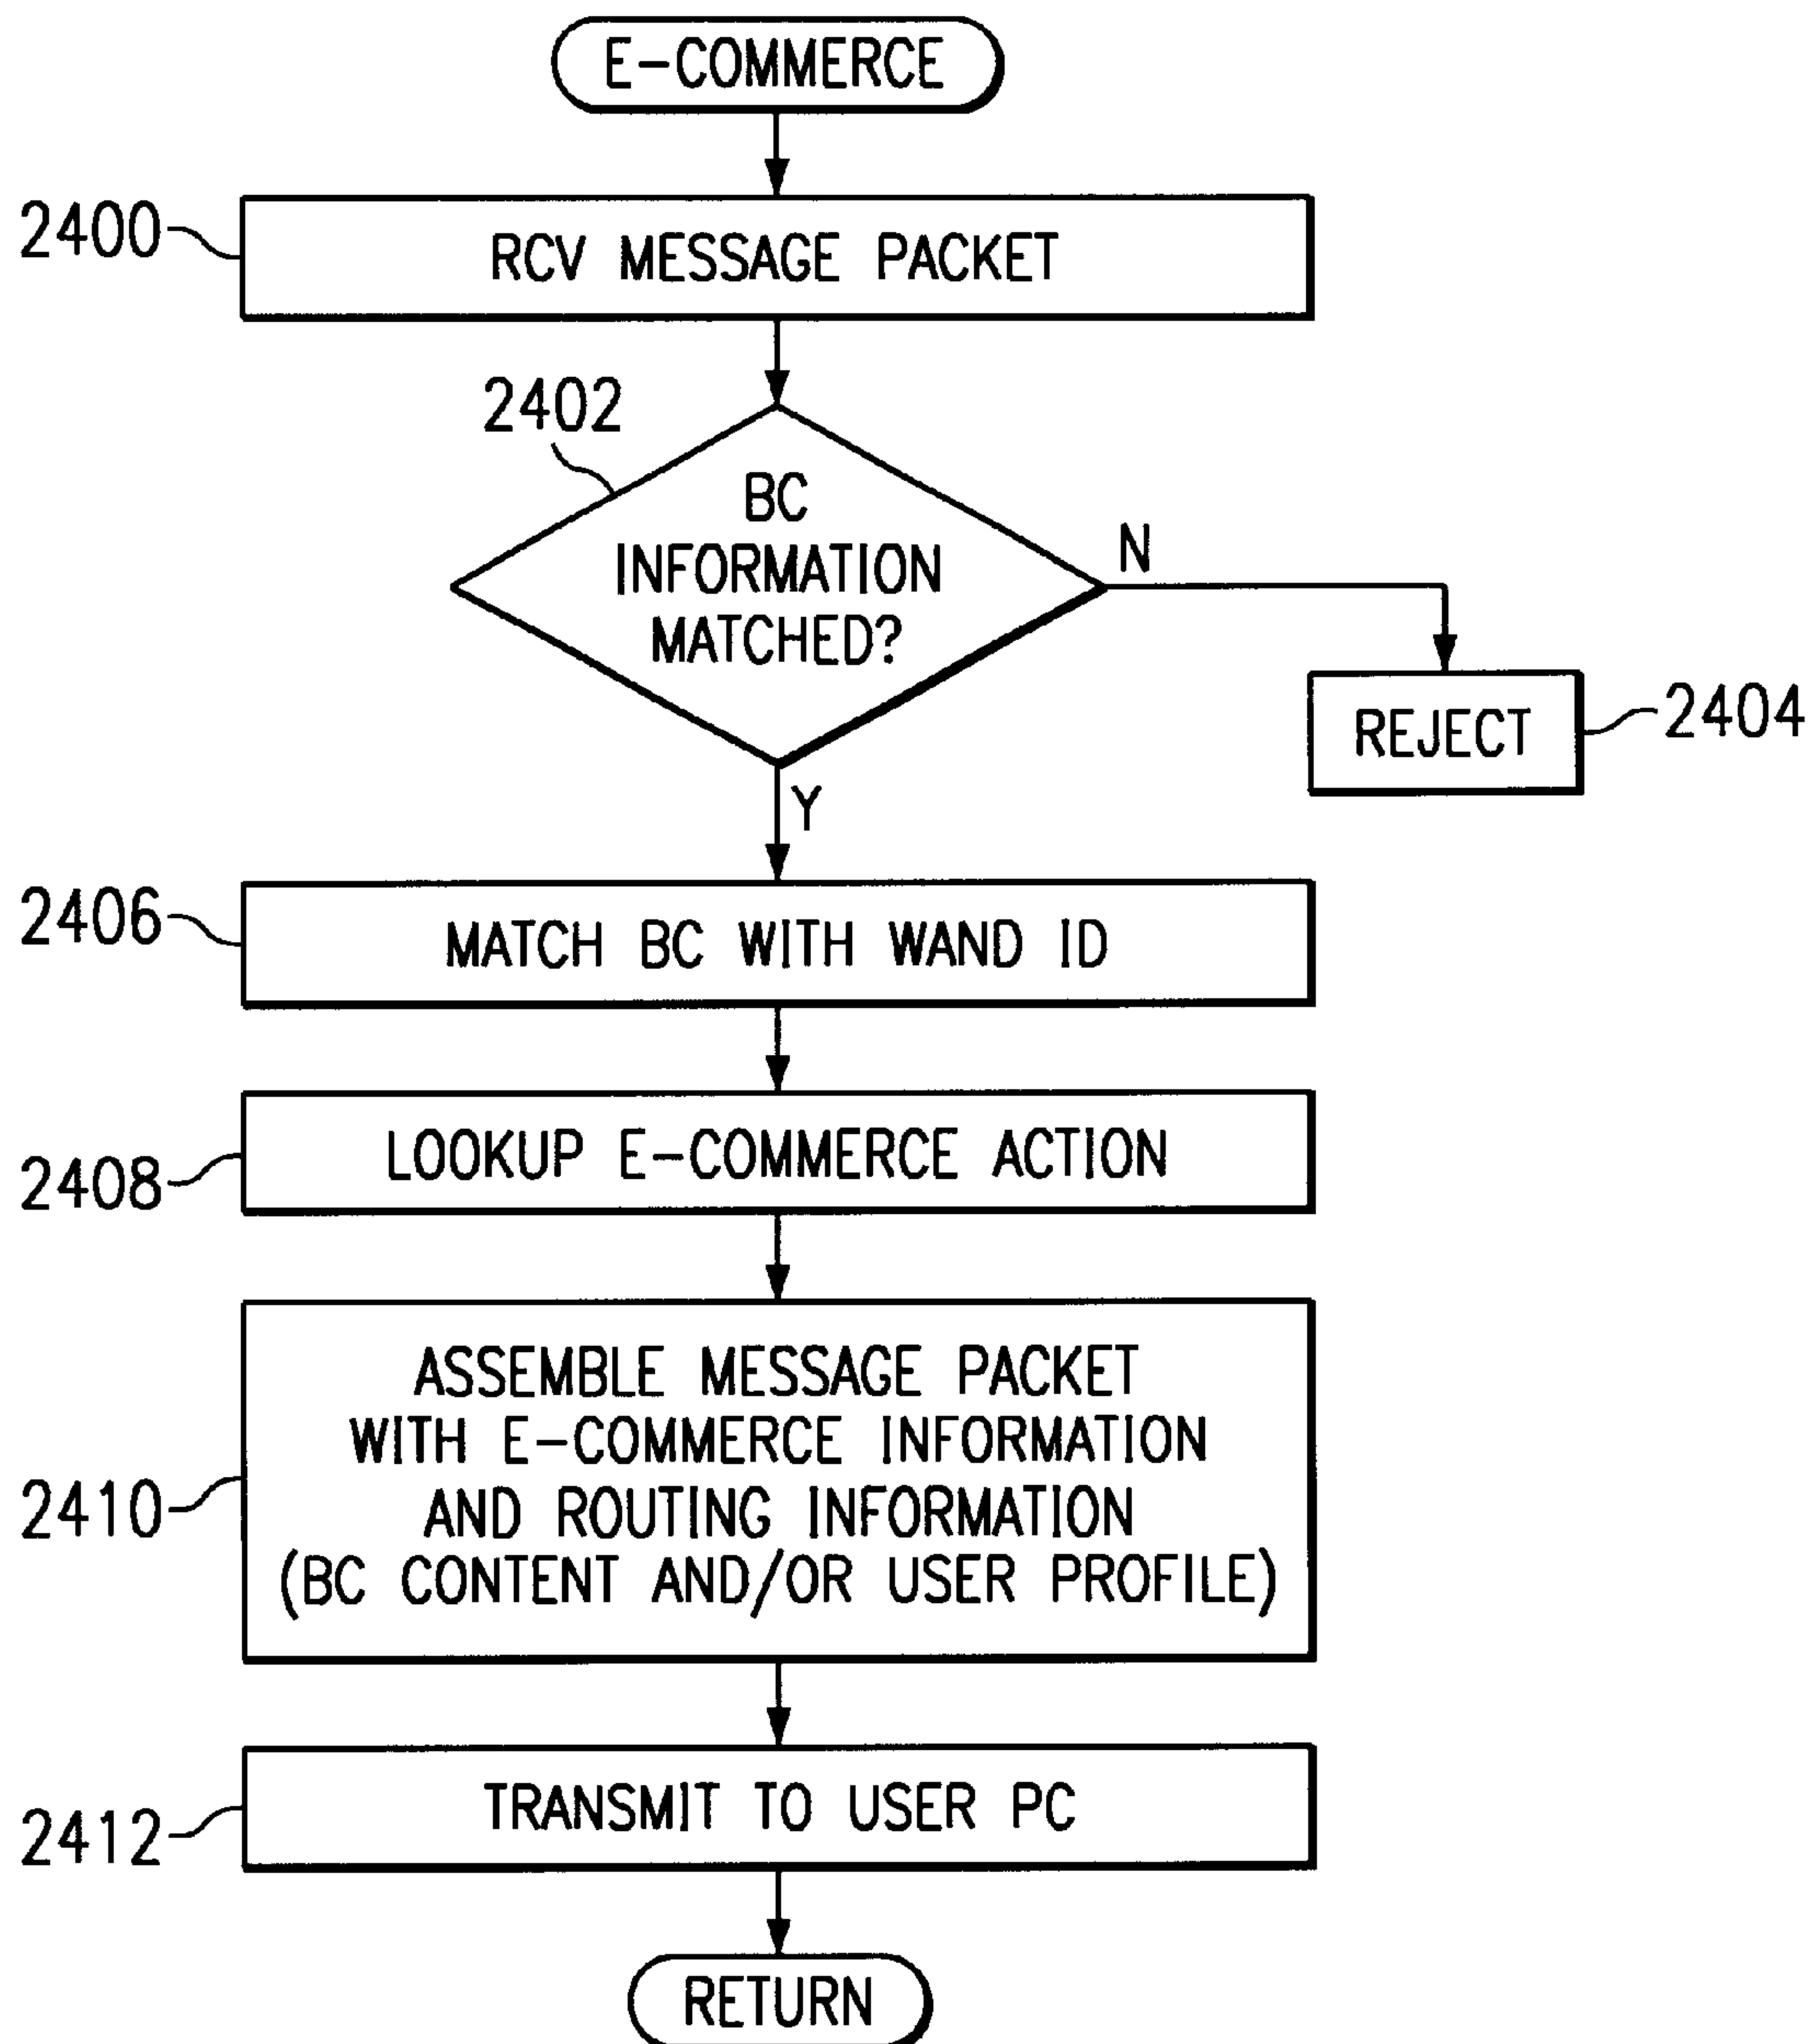 E-COMMERCE
2400
RCV MESSAGE PACKET
2402
BC
INFORMATION
MATCHED?
N
REJECT
2404
Y
2406
MATCH BC WITH WAND ID
2408
LOOKUP E-COMMERCE ACTION
2410
ASSEMBLE MESSAGE PACKET
WITH E-COMMERCE INFORMATION
AND ROUTING INFORMATION
(BC CONTENT AND/OR USER PROFILE)
2412
TRANSMIT TO USER PC
RETURN